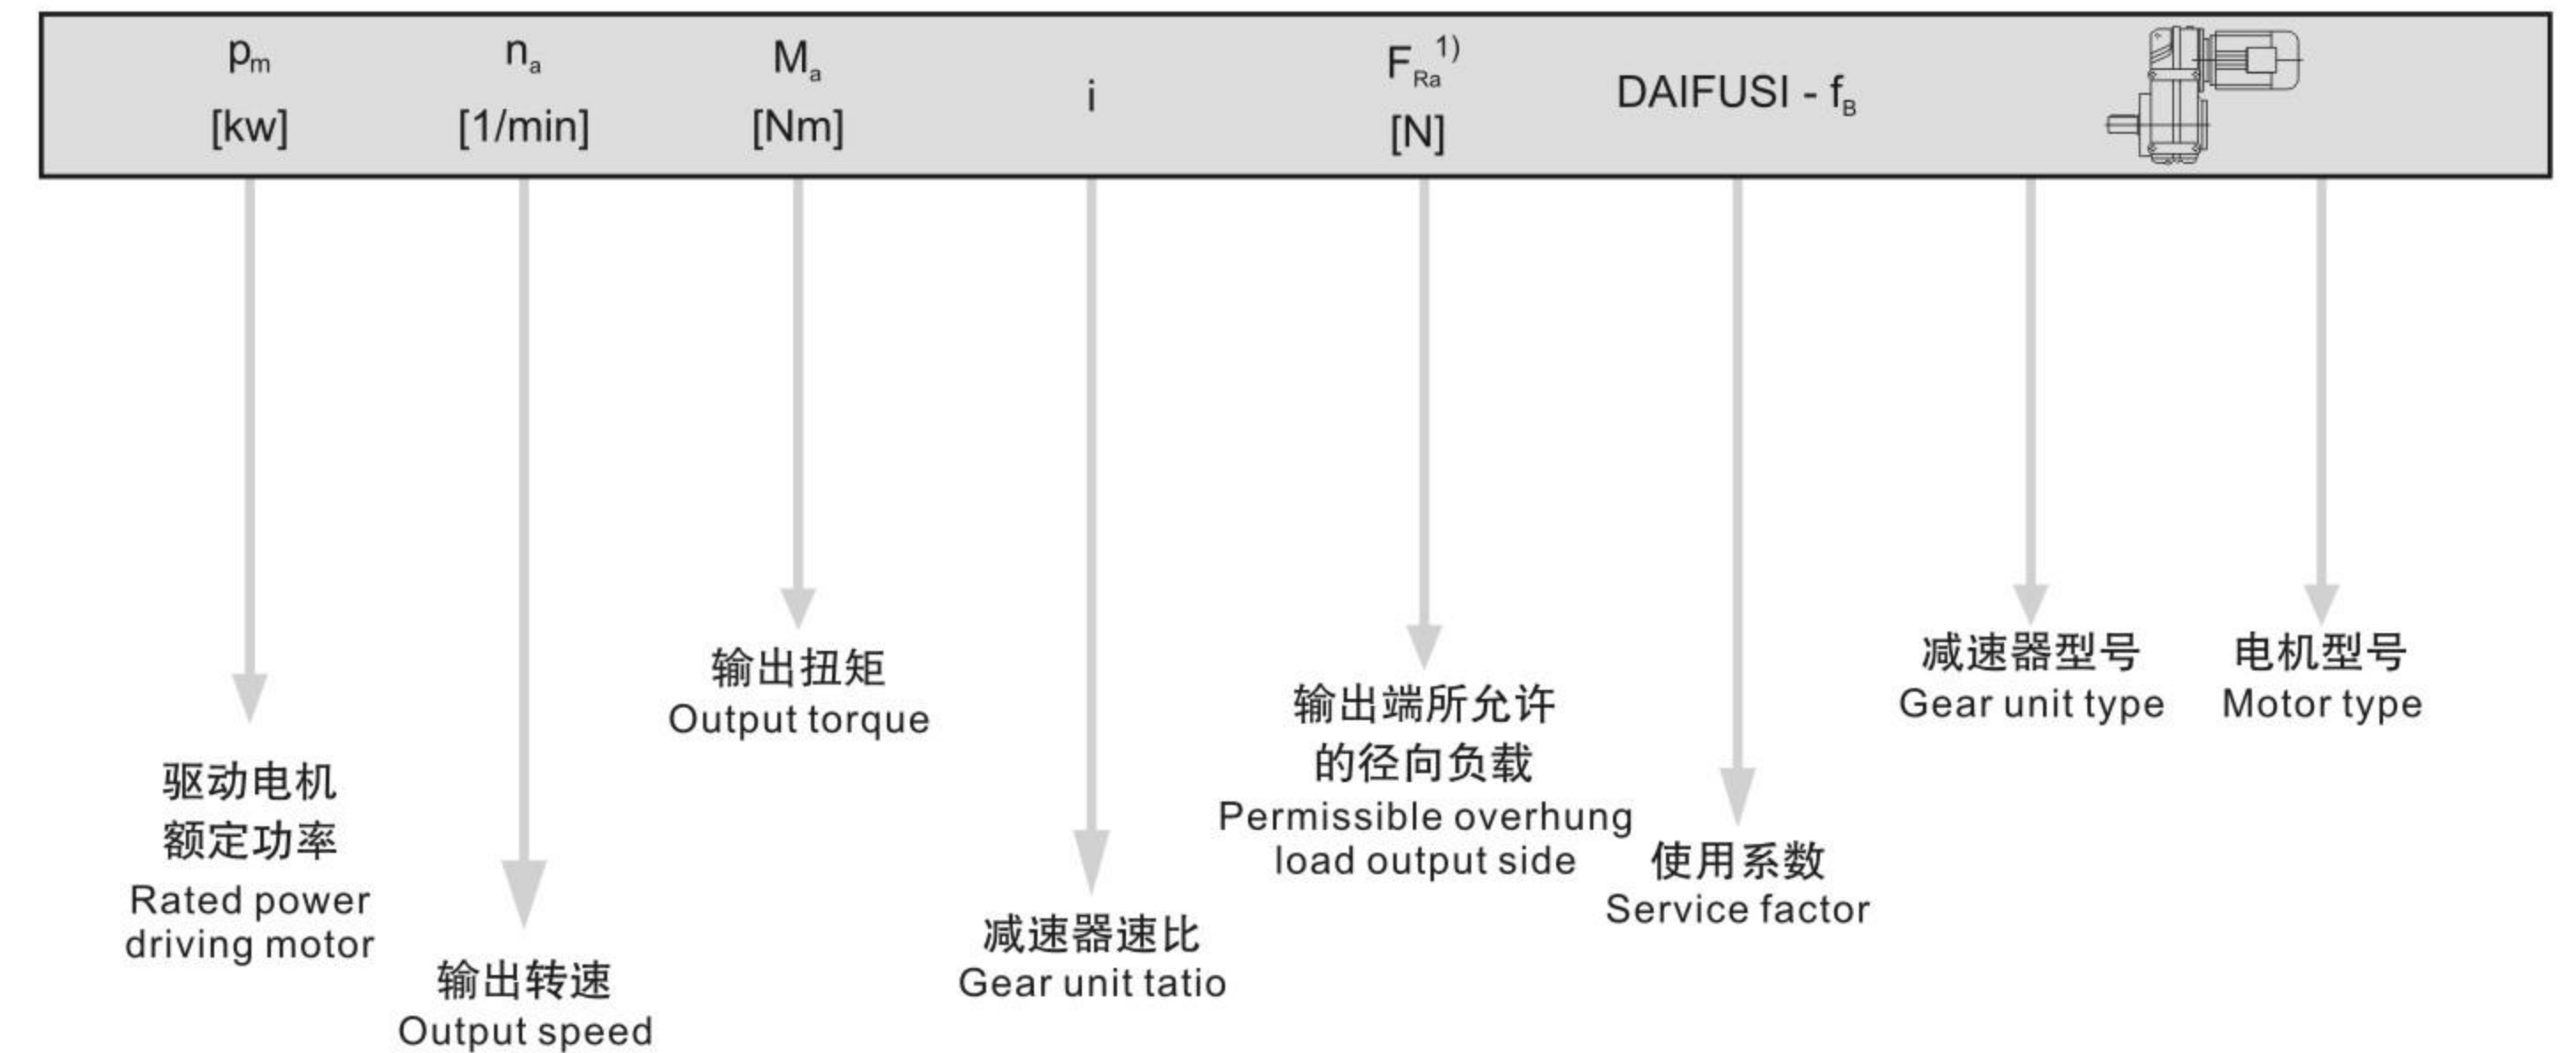 pm
[kw]
na
[1/min]
Ma
[Nm]
i
FRa1)
[N]
DAIFUSI - fB
驱动电机
额定功率
Rated power
driving motor
输出转速
Output speed
输出扭矩
Output torque
减速器速比
Gear unit tatio
输出端所允许
的径向负载
Permissible overhung
load output side
使用系数
Service factor
减速器型号
Gear unit type
电机型号
Motor type